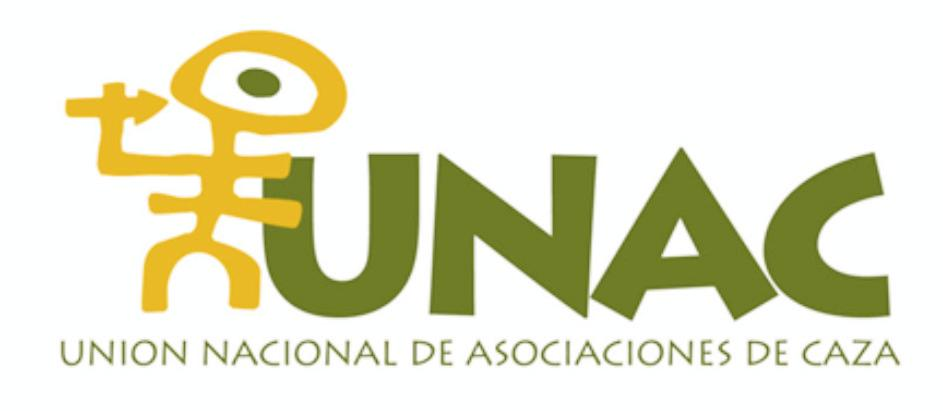 UNAC
UNION NACIONAL DE ASOCIACIONES DE CAZA